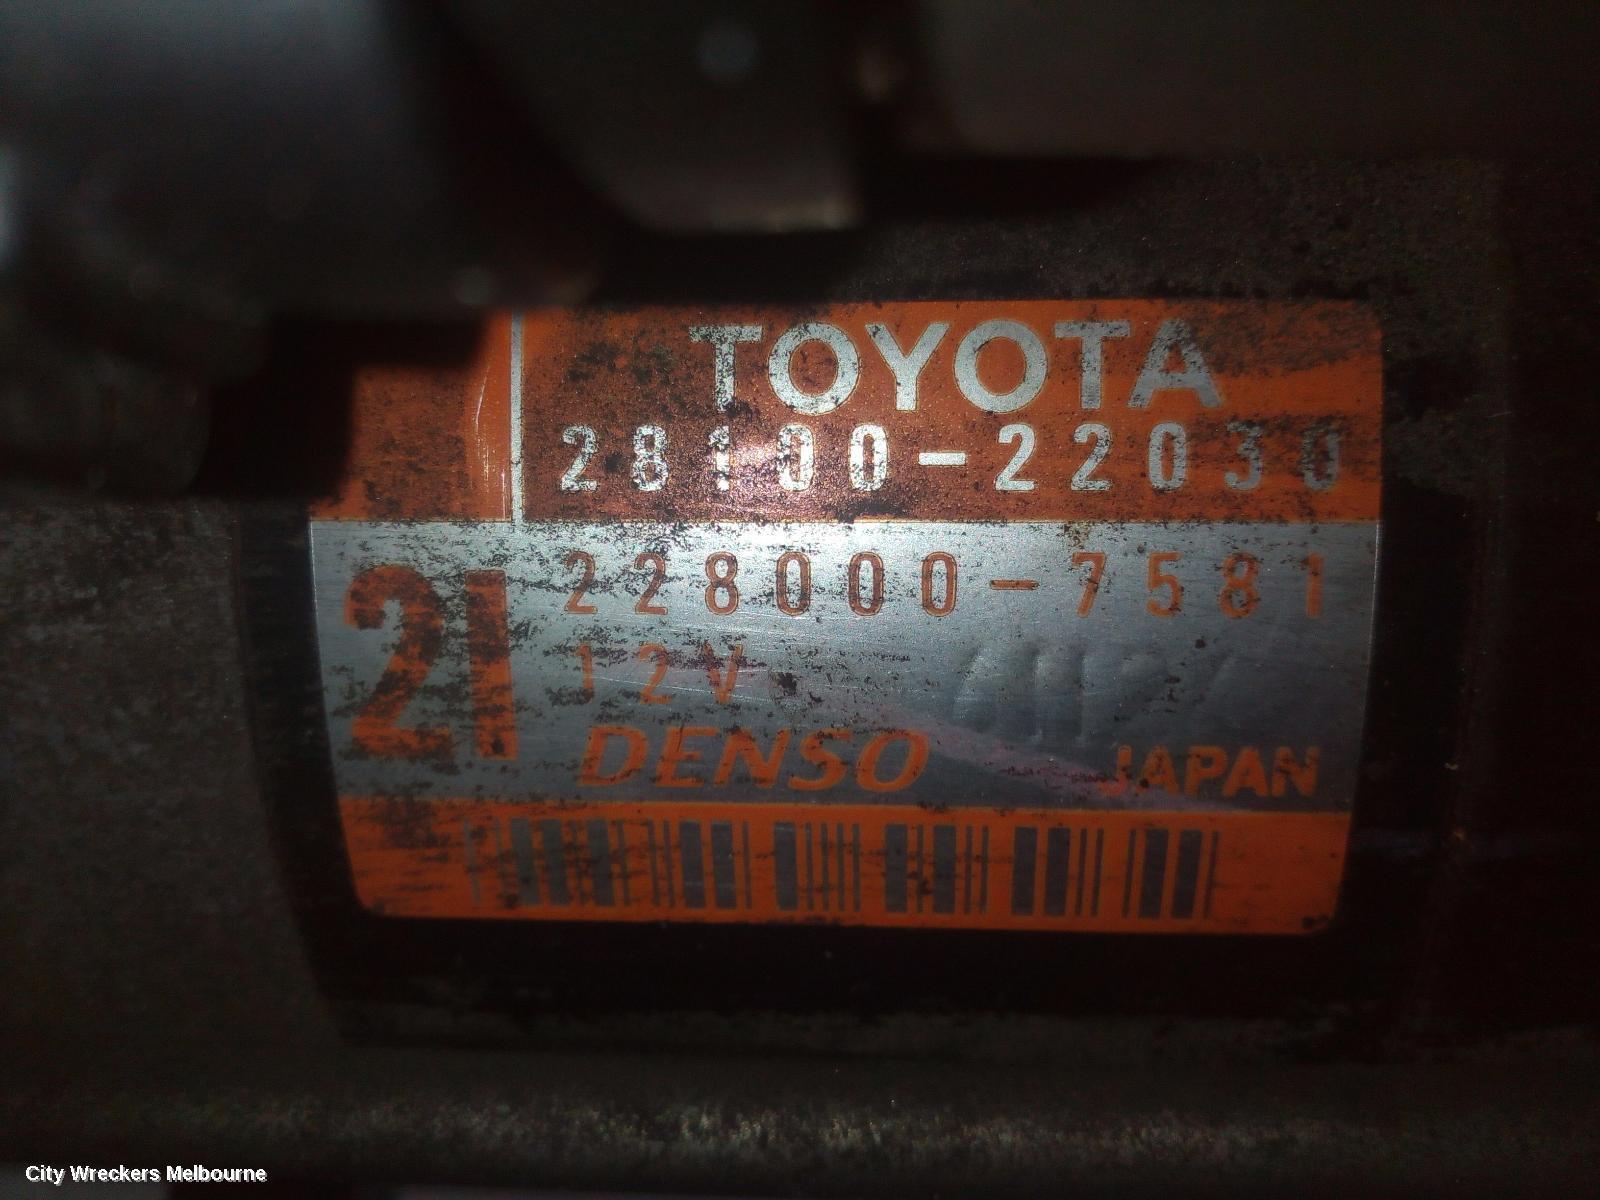 TOYOTA
28100-22030
21
228000-7581
12V
DENSO JAPAN
City Wreckers Melbourne